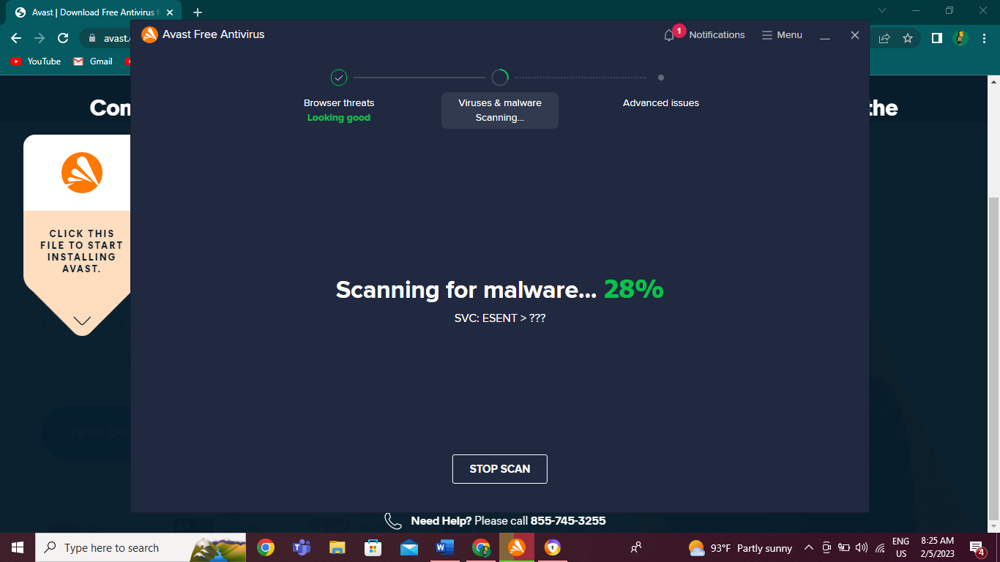 Avast | Download Free Antivirus f
avast.
YouTube
Gmail
Avast Free Antivirus
1
Notifications
Menu
Browser threats
Looking good
Viruses & malware
Scanning...
Advanced issues
Con
the
CLICK THIS
FILE TO START
INSTALLING
AVAST.
Scanning for malware... 28%
SVC: ESENT > ???
FREE DO
STOP SCAN
Need Help? Please call 855-745-3255
Type here to search
93°F Partly sunny
ENG
US
8:25 AM
2/5/2023
4